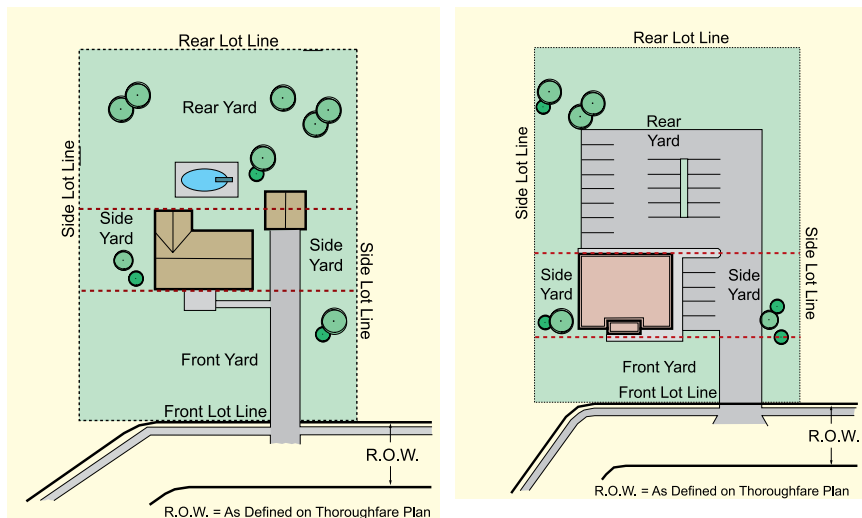 Rear Lot Line
Rear Yard
Side Lot Line
Side
Yard
Side
Yard
Side Lot Line
Front Yard
Front Lot Line
R.O.W.
R.O.W. = As Defined on Thoroughfare Plan
Rear Lot Line
Rear
Yard
Side Lot Line
Side
Yard
Side
Yard
Side Lot Line
Front Yard
Front Lot Line
R.O.W.
R.O.W. = As Defined on Thoroughfare Plan